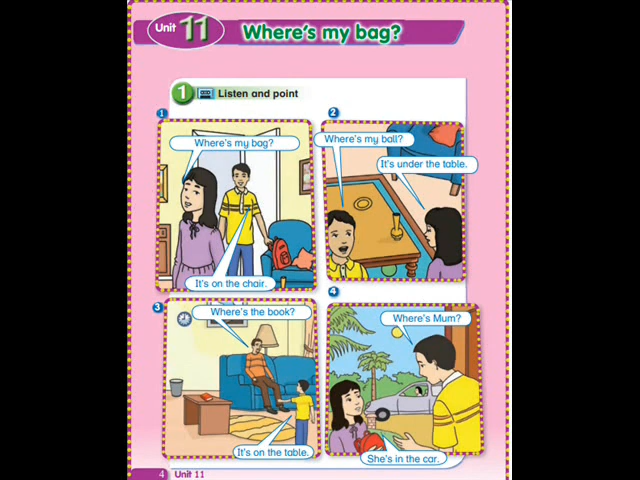 Unit 11
Where's my bag?
1 Listen and point
1
Where's my bag?
It's on the chair.
2
Where's my ball?
It's under the table.
3
Where's the book?
It's on the table.
4
Where's Mum?
She's in the car.
4 Unit 11